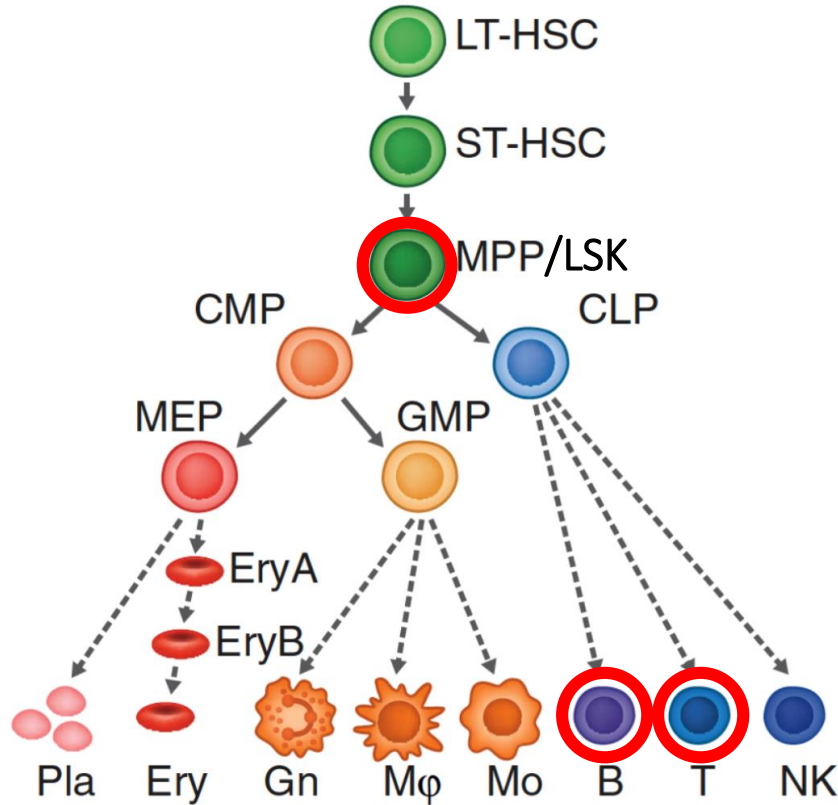 LT-HSC
ST-HSC
MPP/LSK
CMP
CLP
MEP
GMP
EryA
EryB
Pla
Ery
Gn
Mφ
Mo
B
T
NK